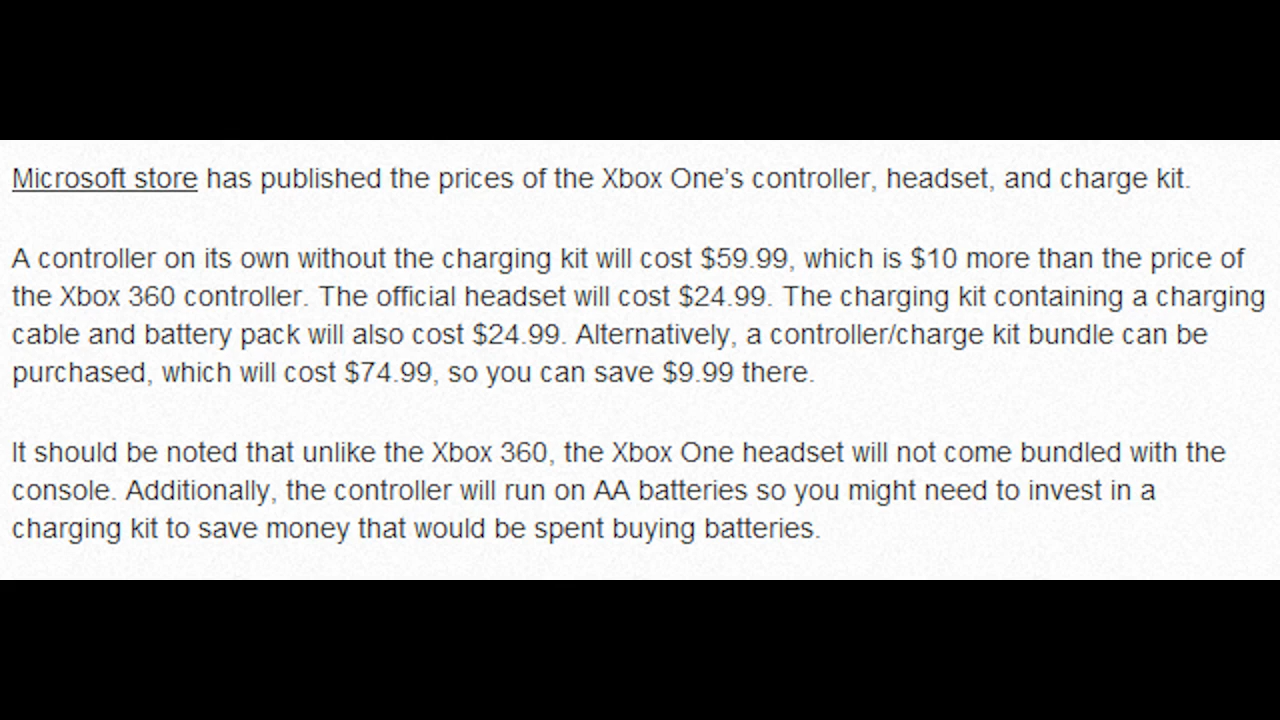 Microsoft store has published the prices of the Xbox One's controller, headset, and charge kit.
A controller on its own without the charging kit will cost $59.99, which is $10 more than the price of
the Xbox 360 controller. The official headset will cost $24.99. The charging kit containing a charging
cable and battery pack will also cost $24.99. Alternatively, a controller/charge kit bundle can be
purchased, which will cost $74.99, so you can save $9.99 there.
It should be noted that unlike the Xbox 360, the Xbox One headset will not come bundled with the
console. Additionally, the controller will run on AA batteries so you might need to invest in a
charging kit to save money that would be spent buying batteries.